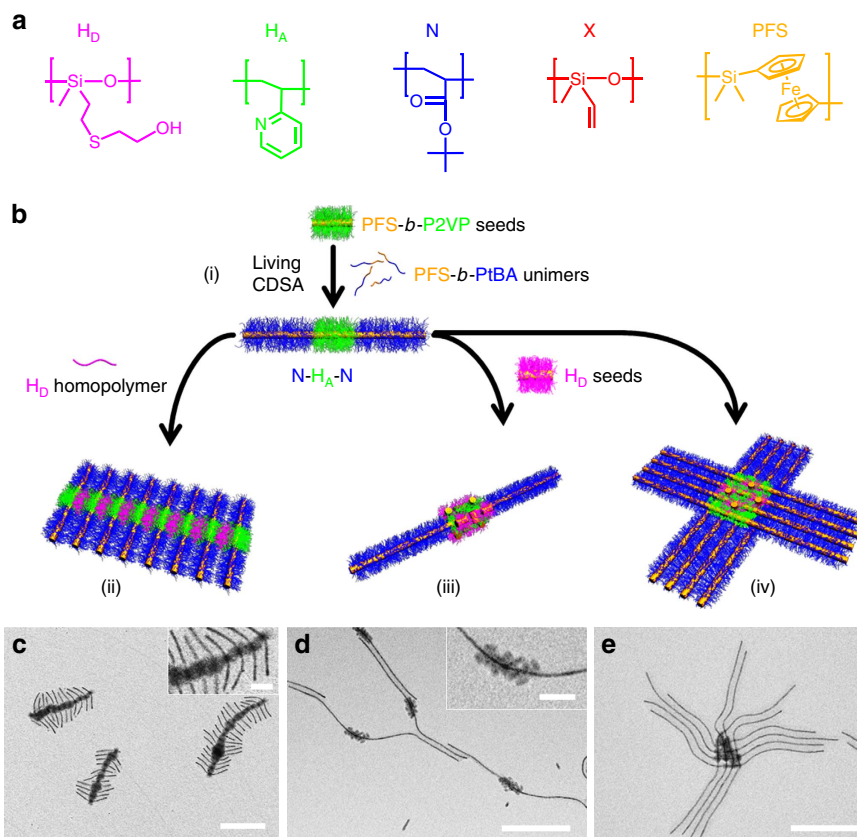 a
H_D H_A N X PFS
Si O
S OH
N
O
O
Si O
Si
Fe
b
PFS-b-P2VP seeds
(i) Living CDSA
PFS-b-PtBA unimers
H_D homopolymer
N-H_A-N
H_D seeds
(ii) (iii) (iv)
c d e